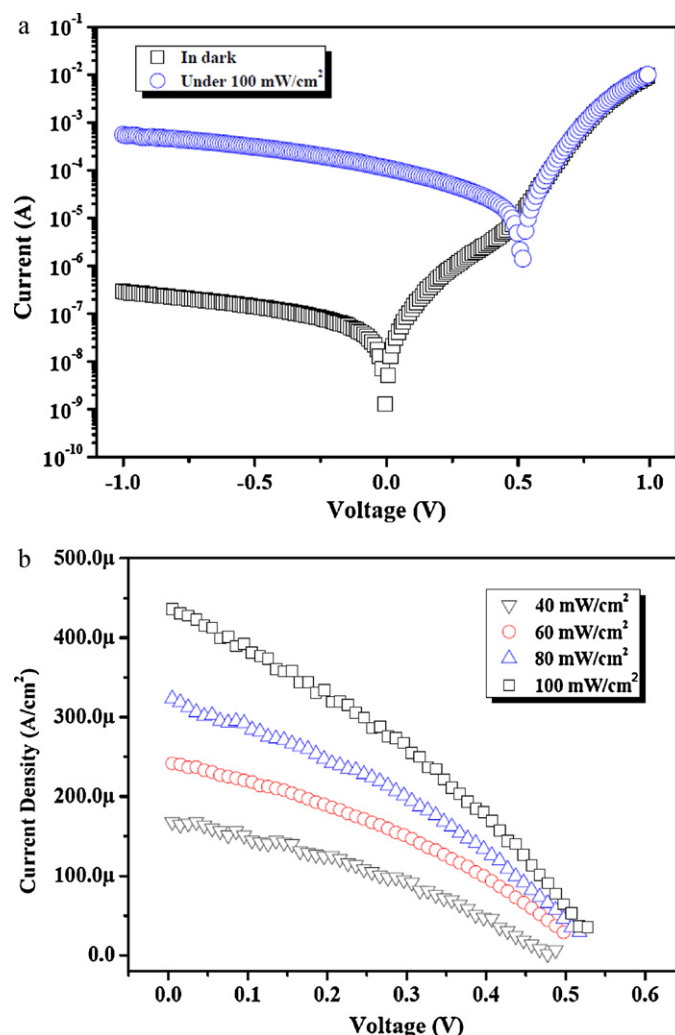 a
In dark
Under 100 mW/cm²
Current (A)
10⁻¹
10⁻²
10⁻³
10⁻⁴
10⁻⁵
10⁻⁶
10⁻⁷
10⁻⁸
10⁻⁹
10⁻¹⁰
-1.0 -0.5 0.0 0.5 1.0
Voltage (V)
b
40 mW/cm²
60 mW/cm²
80 mW/cm²
100 mW/cm²
Current Density (A/cm²)
500.0µ
400.0µ
300.0µ
200.0µ
100.0µ
0.0
0.0 0.1 0.2 0.3 0.4 0.5 0.6
Voltage (V)